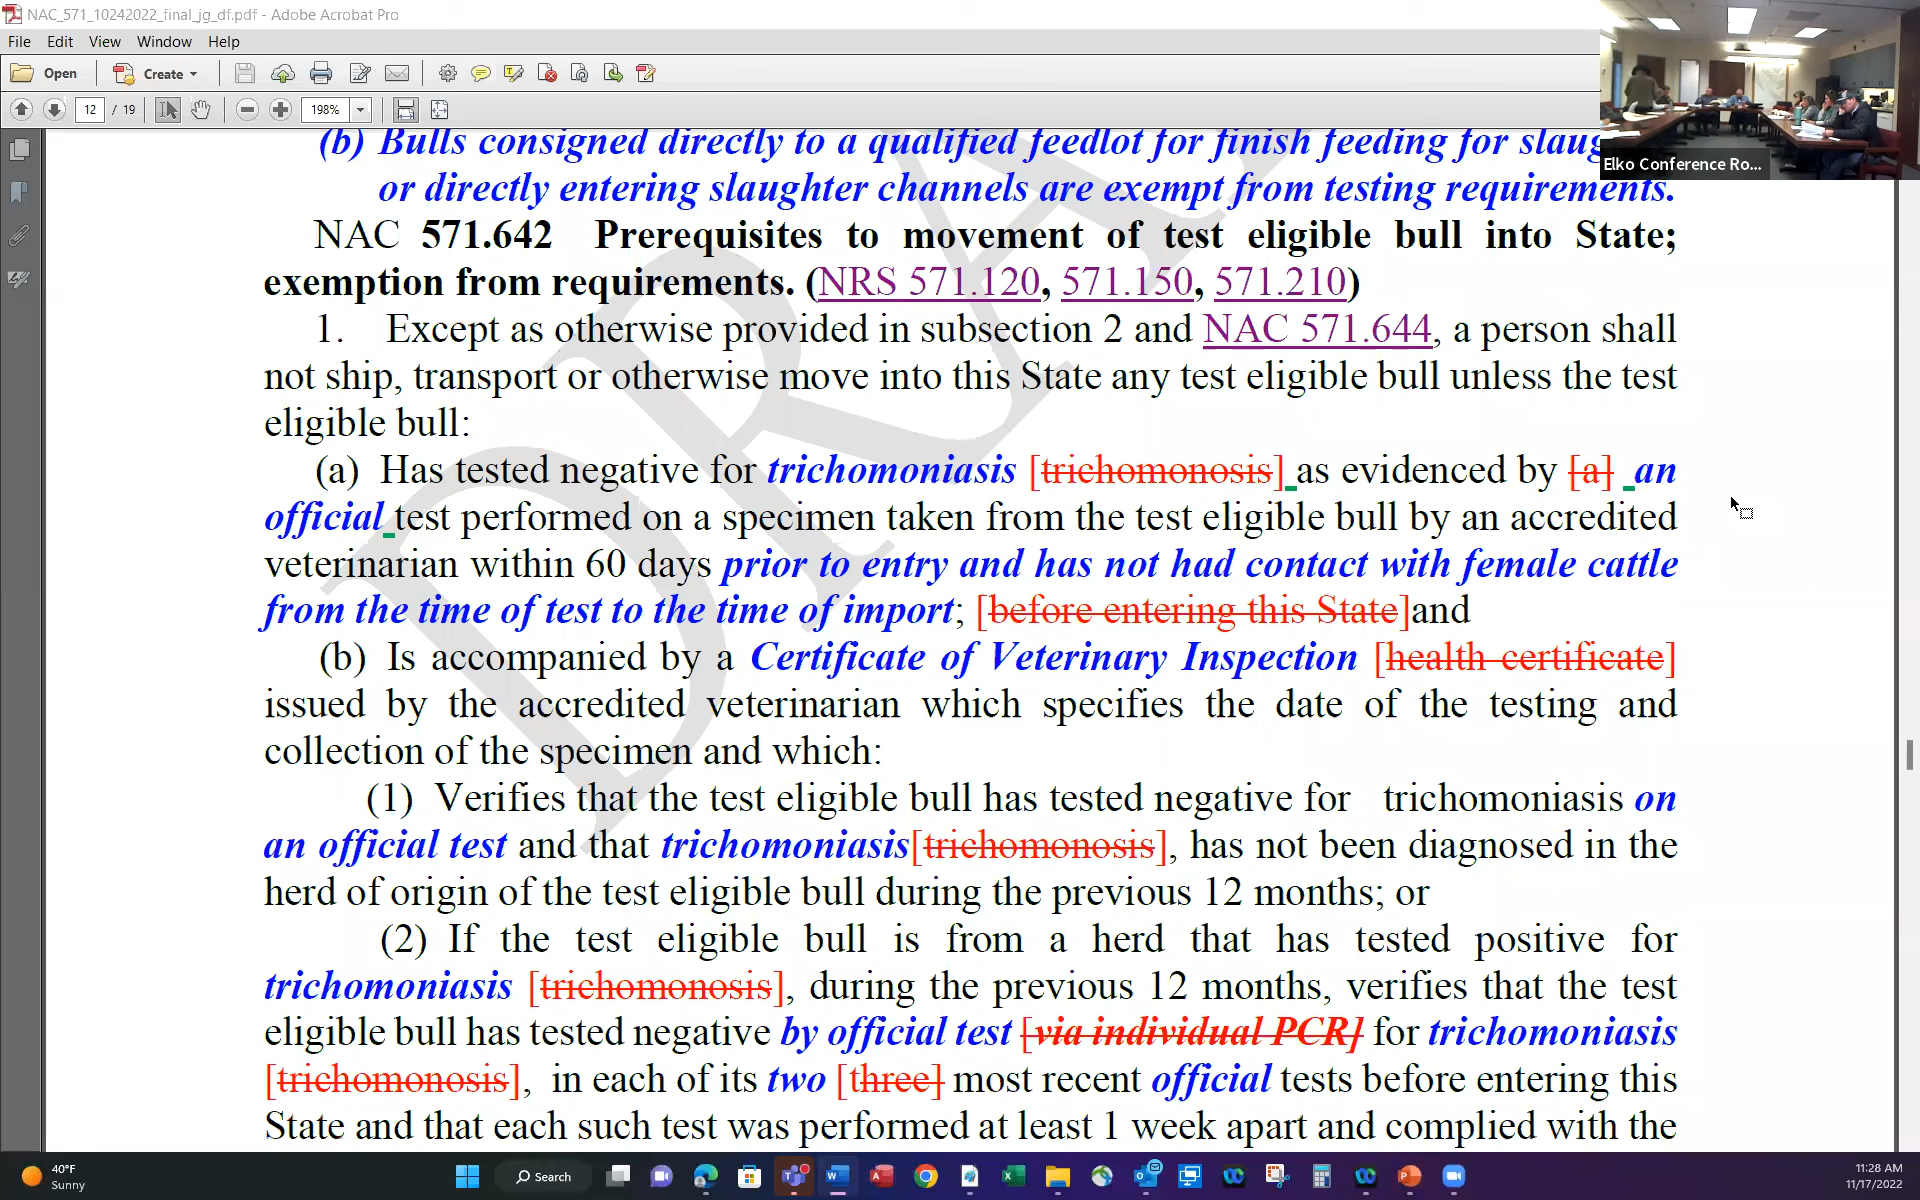 NAC_571_10242022_final_jg_df.pdf - Adobe Acrobat Pro
File Edit View Window Help
Open Create
12 / 19 198%
Elko Conference Ro...
(b) Bulls consigned directly to a qualified feedlot for finish feeding for slaug
or directly entering slaughter channels are exempt from testing requirements.
NAC 571.642 Prerequisites to movement of test eligible bull into State;
exemption from requirements. (NRS 571.120, 571.150, 571.210)
1. Except as otherwise provided in subsection 2 and NAC 571.644, a person shall
not ship, transport or otherwise move into this State any test eligible bull unless the test
eligible bull:
(a) Has tested negative for trichomoniasis [trichomonosis] as evidenced by [a] an
official test performed on a specimen taken from the test eligible bull by an accredited
veterinarian within 60 days prior to entry and has not had contact with female cattle
from the time of test to the time of import; [before entering this State]and
(b) Is accompanied by a Certificate of Veterinary Inspection [health certificate]
issued by the accredited veterinarian which specifies the date of the testing and
collection of the specimen and which:
(1) Verifies that the test eligible bull has tested negative for trichomoniasis on
an official test and that trichomoniasis[trichomonosis], has not been diagnosed in the
herd of origin of the test eligible bull during the previous 12 months; or
(2) If the test eligible bull is from a herd that has tested positive for
trichomoniasis [trichomonosis], during the previous 12 months, verifies that the test
eligible bull has tested negative by official test [via individual PCR] for trichomoniasis
[trichomonosis], in each of its two [three] most recent official tests before entering this
State and that each such test was performed at least 1 week apart and complied with the
DRA
40°F
Sunny
Search
11:28 AM
11/17/2022